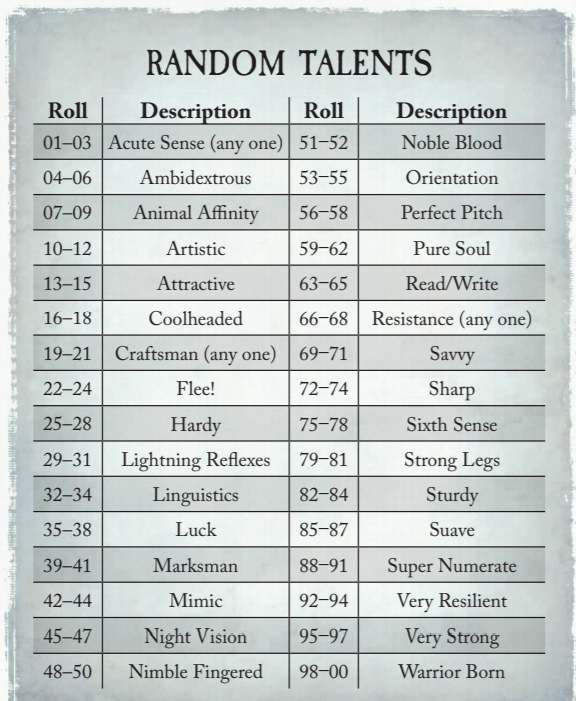 RANDOM TALENTS
Roll Description Roll Description
01–03 Acute Sense (any one) 51–52 Noble Blood
04–06 Ambidextrous 53–55 Orientation
07–09 Animal Affinity 56–58 Perfect Pitch
10–12 Artistic 59–62 Pure Soul
13–15 Attractive 63–65 Read/Write
16–18 Coolheaded 66–68 Resistance (any one)
19–21 Craftsman (any one) 69–71 Savvy
22–24 Flee! 72–74 Sharp
25–28 Hardy 75–78 Sixth Sense
29–31 Lightning Reflexes 79–81 Strong Legs
32–34 Linguistics 82–84 Sturdy
35–38 Luck 85–87 Suave
39–41 Marksman 88–91 Super Numerate
42–44 Mimic 92–94 Very Resilient
45–47 Night Vision 95–97 Very Strong
48–50 Nimble Fingered 98–00 Warrior Born